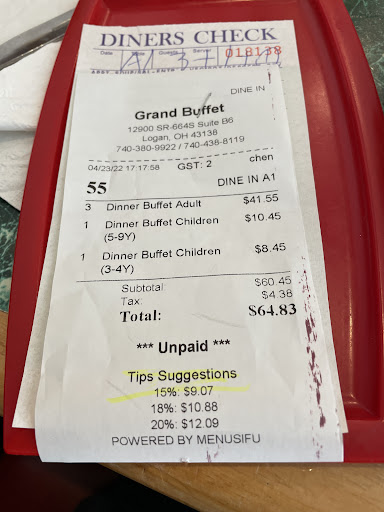 DINERS CHECK
Date Table Guests Server 018138
DINE IN
Grand Buffet
12900 SR-664S Suite B6
Logan, OH 43138
740-380-9922 / 740-438-8119
04/23/22 17:17:58 GST: 2 chen
55 DINE IN A1
3 Dinner Buffet Adult $41.55
1 Dinner Buffet Children $10.45
(5-9Y)
1 Dinner Buffet Children $8.45
(3-4Y)
Subtotal: $60.45
Tax: $4.38
Total: $64.83
*** Unpaid ***
Tips Suggestions
15%: $9.07
18%: $10.88
20%: $12.09
POWERED BY MENUSIFU